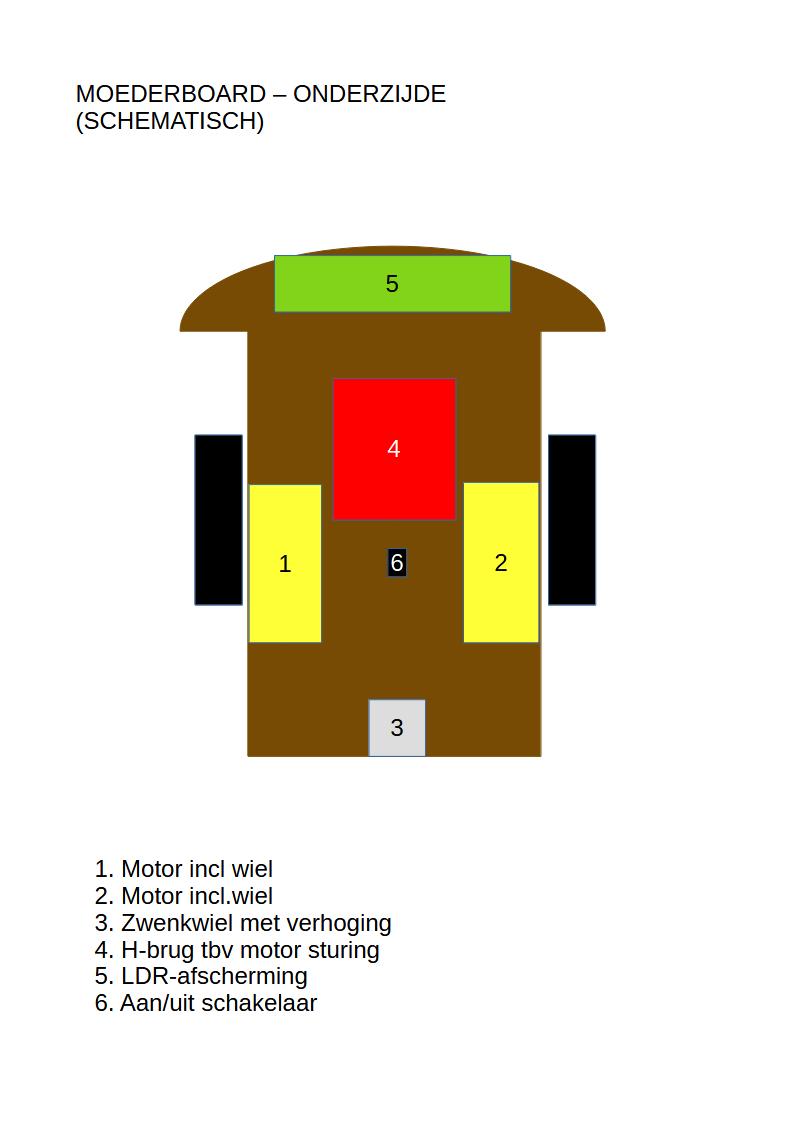 MOEDERBOARD – ONDERZIJDE
(SCHEMATISCH)
5
4
1
6
2
3
1. Motor incl wiel
2. Motor incl.wiel
3. Zwenkwiel met verhoging
4. H-brug tbv motor sturing
5. LDR-afscherming
6. Aan/uit schakelaar